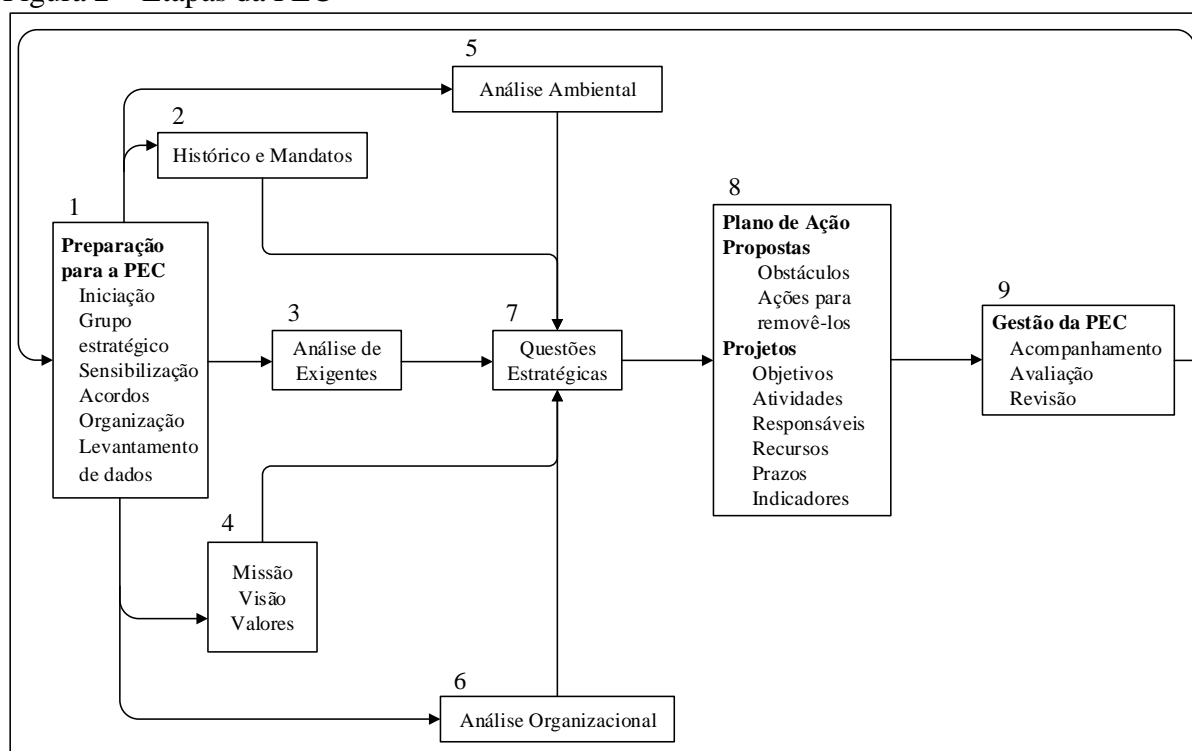 Figura 2 – Etapas da PEC
5
Análise Ambiental
2
Histórico e Mandatos
1
Preparação
para a PEC
Iniciação
Grupo
estratégico
Sensibilização
Acordos
Organização
Levantamento
de dados
3
Análise de
Exigentes
4
Missão
Visão
Valores
6
Análise Organizacional
7
Questões
Estratégicas
8
Plano de Ação
Propostas
Obstáculos
Ações para
removê-los
Projetos
Objetivos
Atividades
Responsáveis
Recursos
Prazos
Indicadores
9
Gestão da PEC
Acompanhamento
Avaliação
Revisão